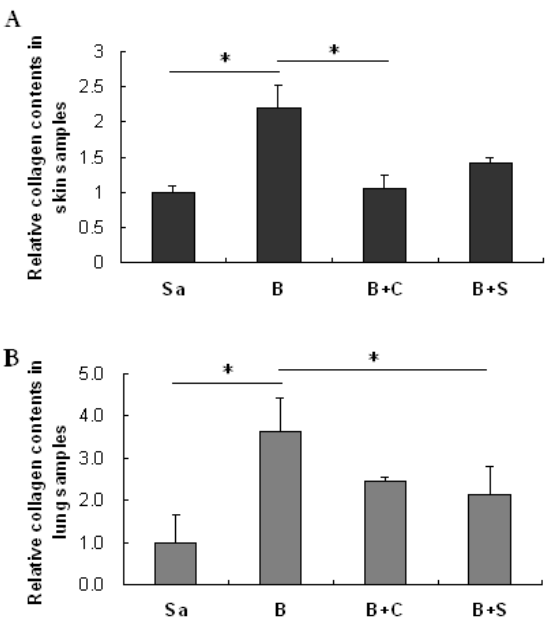 A
Relative collagen contents in
skin samples
3
2.5
2
1.5
1
0.5
0
* *
Sa B B+C B+S
B
Relative collagen contents in
lung samples
5.0
4.0
3.0
2.0
1.0
0.0
* *
Sa B B+C B+S